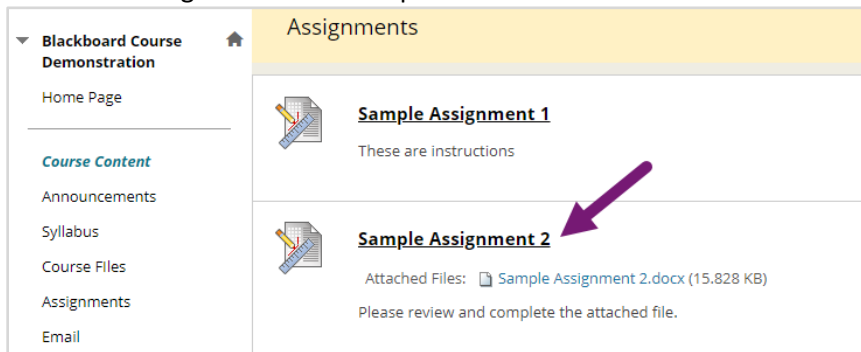 Blackboard Course
Demonstration
Home Page
Course Content
Announcements
Syllabus
Course Files
Assignments
Email
Assignments
Sample Assignment 1
These are instructions
Sample Assignment 2
Attached Files: Sample Assignment 2.docx (15.828 KB)
Please review and complete the attached file.